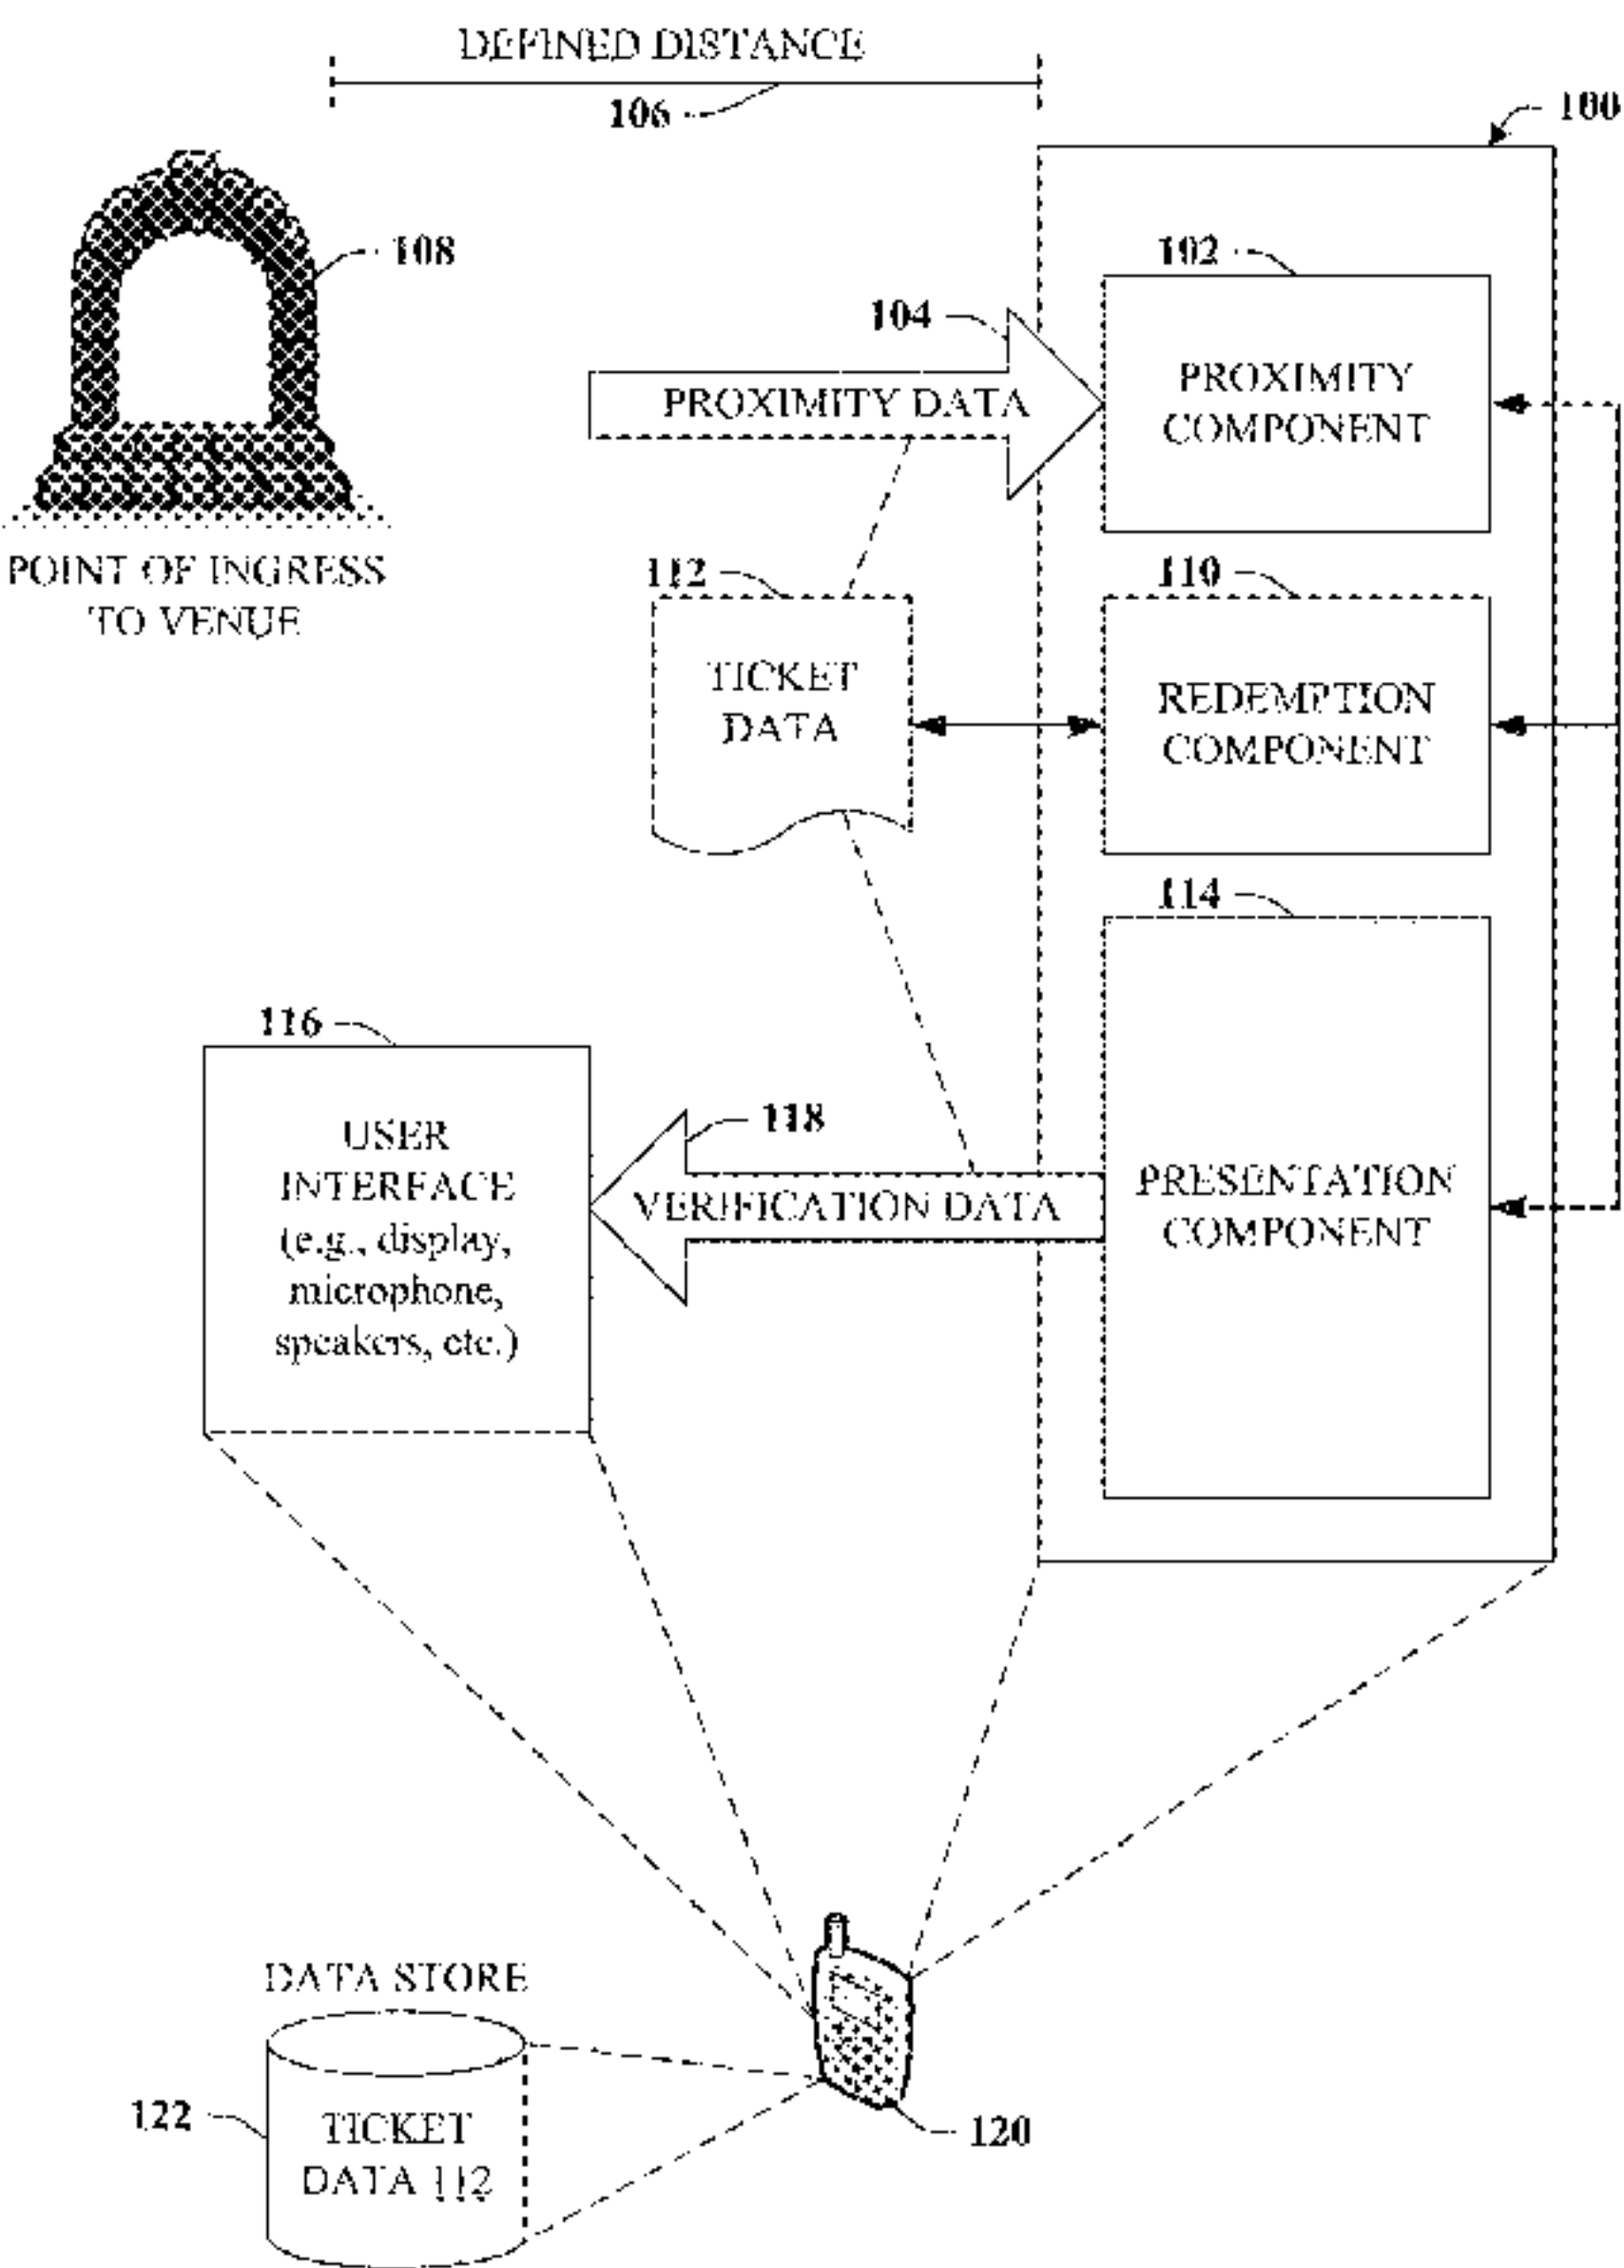 DEFINED DISTANCE
106
100
108
102
104
PROXIMITY DATA
PROXIMITY
COMPONENT
POINT OF INGRESS
TO VENUE
112
110
TICKET
DATA
REDEMPTION
COMPONENT
114
116
118
USER
INTERFACE
(e.g., display,
microphone,
speakers, etc.)
VERIFICATION DATA
PRESENTATION
COMPONENT
DATA STORE
122
TICKET
DATA 112
120